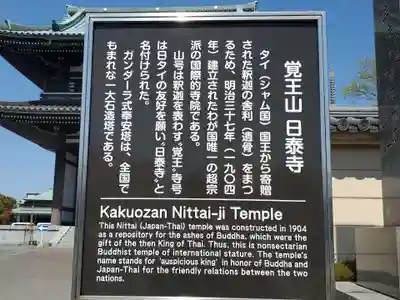 覚王山 日泰寺
タイ（シャム国）国王から寄贈
された釈迦の舎利（遺骨）をまつ
るため、明治三十七年（一九〇四
年）建立されたわが国唯一の超宗
派の国際的寺院である。
山号は釈迦を表わす“覚王”寺号
は日タイの友好を願い“日泰寺”と
名付けられた。
ガンダーラ式奉安塔は、全国で
もまれな一大石造塔である。
Kakuozan Nittai-ji Temple
This Nittai (Japan-Thai) temple was constructed in 1904
as a repository for the ashes of Buddha, which were the
gift of the then King of Thai. Thus, this is nonsectarian
Buddhist temple of international stature. The temple's
name stands for 'auspicious king' in honor of Buddha and
Japan-Thai for the friendly relations between the two
nations.